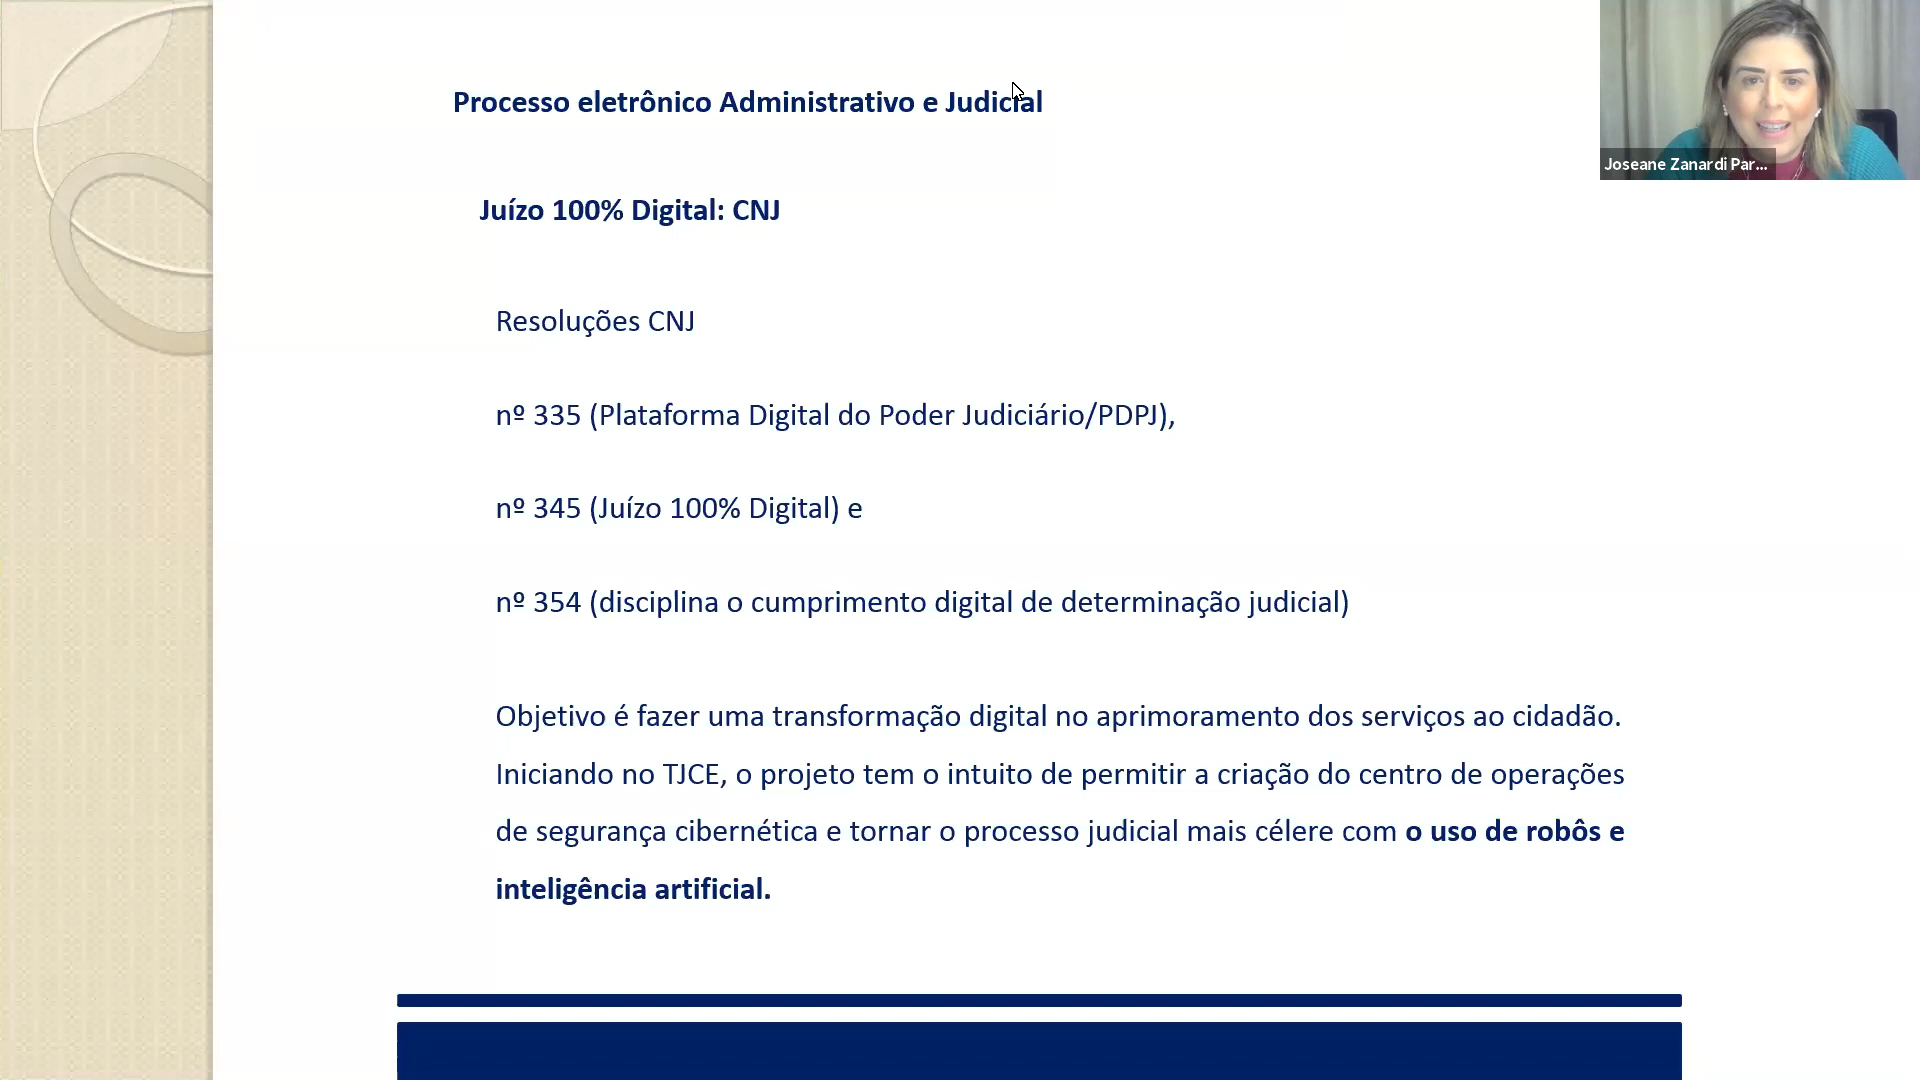 Processo eletrônico Administrativo e Judicial
Juízo 100% Digital: CNJ
Resoluções CNJ
nº 335 (Plataforma Digital do Poder Judiciário/PDPJ),
nº 345 (Juízo 100% Digital) e
nº 354 (disciplina o cumprimento digital de determinação judicial)
Objetivo é fazer uma transformação digital no aprimoramento dos serviços ao cidadão.
Iniciando no TJCE, o projeto tem o intuito de permitir a criação do centro de operações
de segurança cibernética e tornar o processo judicial mais célere com o uso de robôs e
inteligência artificial.
Joseane Zanardi Par...